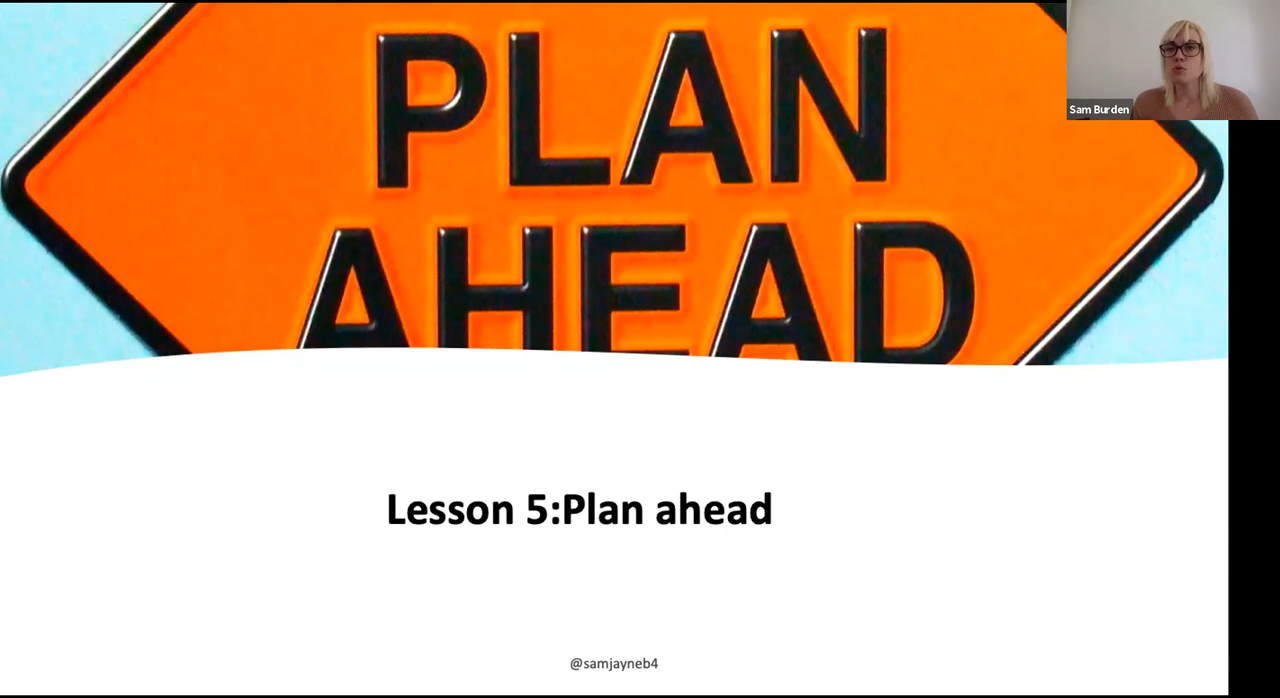 PLAN
AHEAD
Sam Burden
Lesson 5:Plan ahead
@samjayneb4